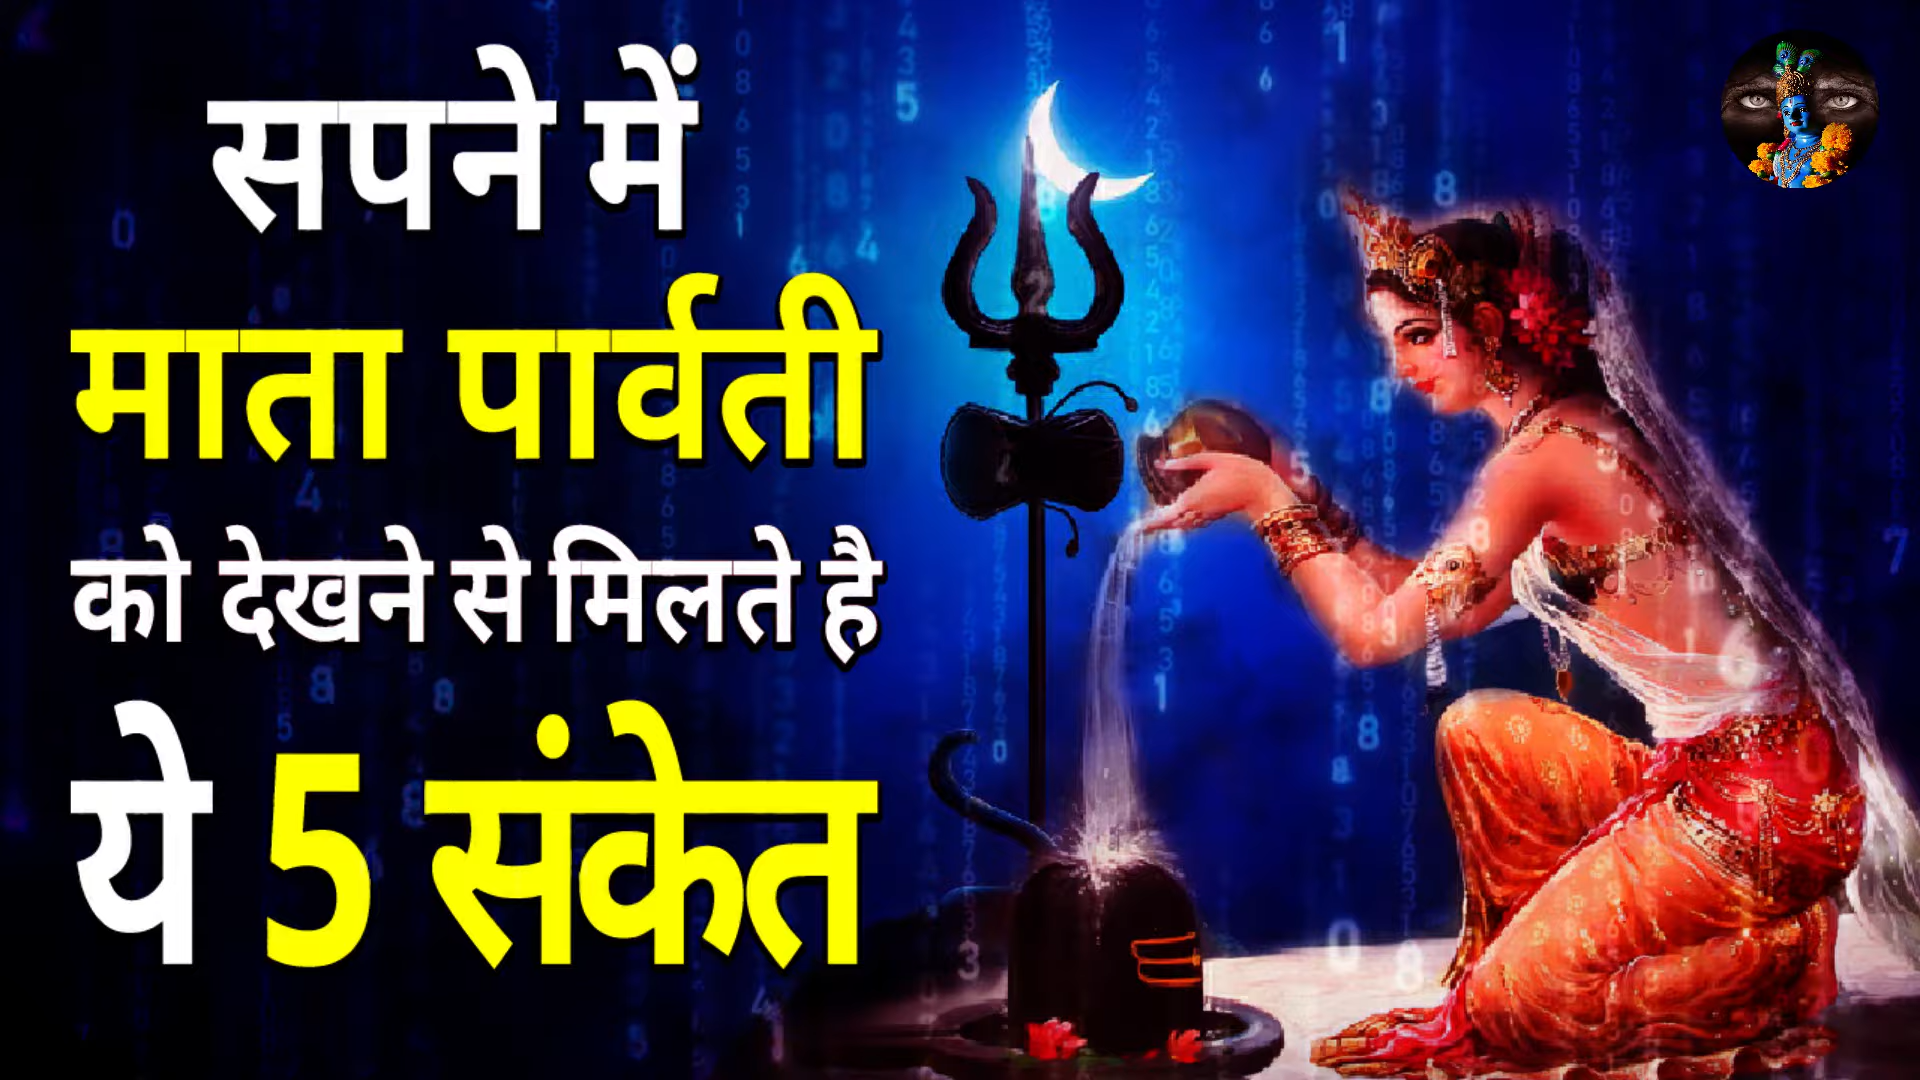 सपने में
माता पार्वती
को देखने से मिलते है
ये 5 संकेत